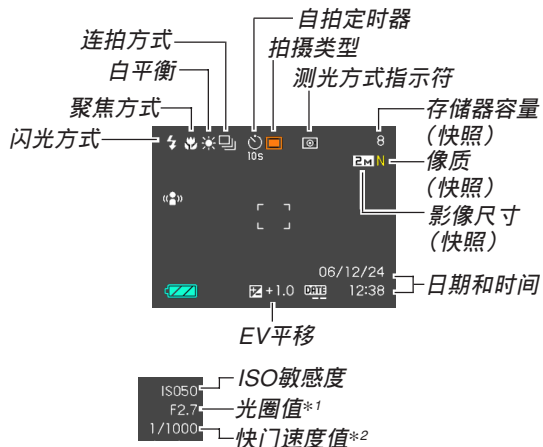 自拍定时器
连拍方式
拍摄类型
白平衡
测光方式指示符
聚焦方式
存储器容量
（快照）
闪光方式
10s
8
像质
（快照）
2M N
影像尺寸
（快照）
06/12/24
日期和时间
+1.0 DATE 12:38
EV平移
ISO50
ISO敏感度
F2.7
光圈值*1
1/1000
快门速度值*2